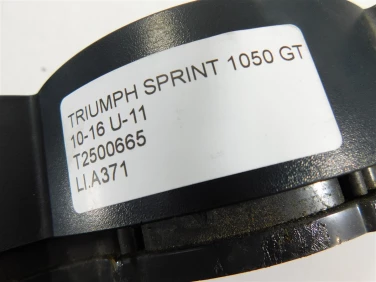 TRIUMPH SPRINT 1050 GT
10-16 U-11
T2500665
LI.A371